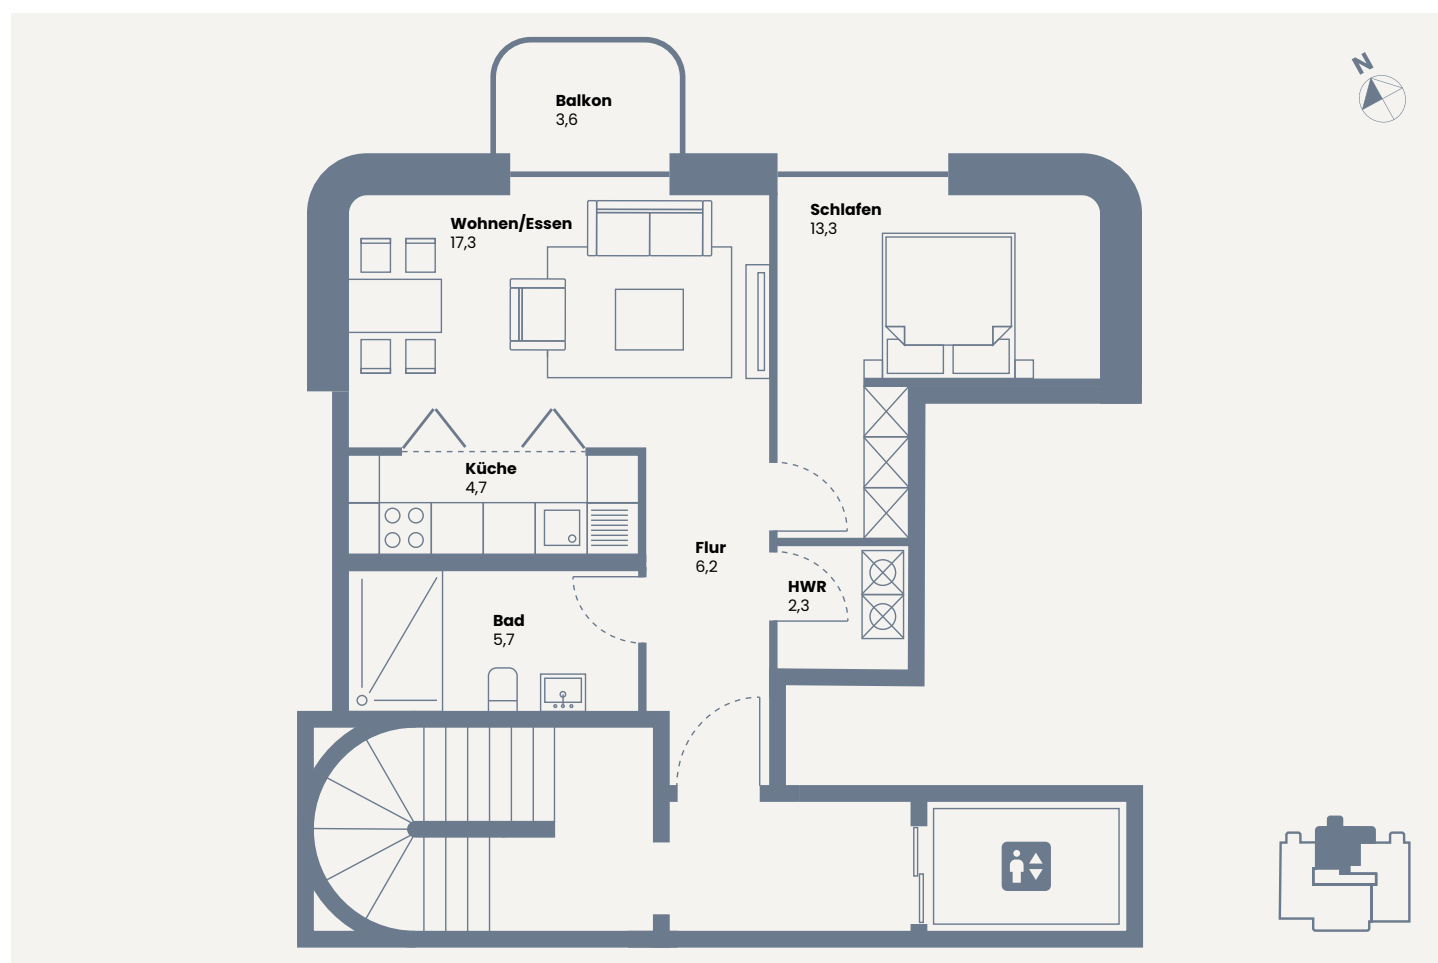 N
Balkon
3,6
Wohnen/Essen
17,3
Schlafen
13,3
Küche
4,7
Flur
6,2
HWR
2,3
Bad
5,7